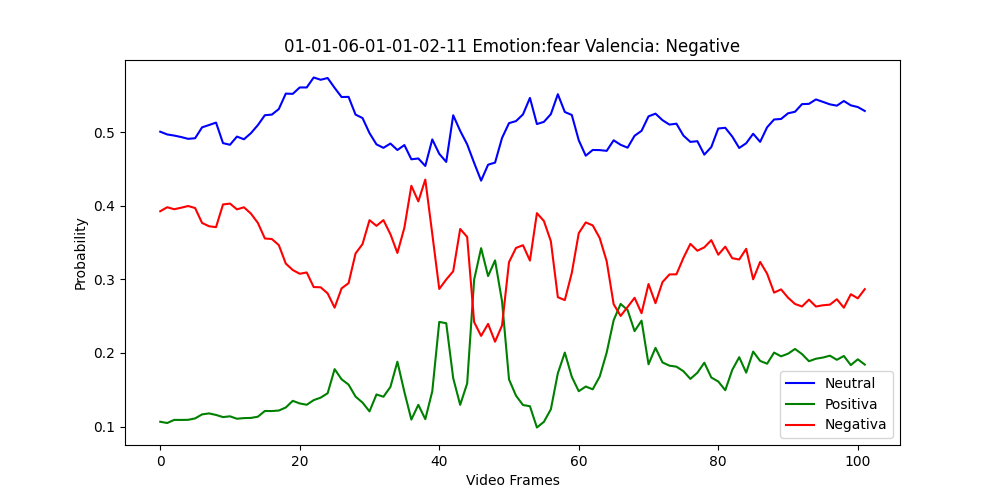 01-01-06-01-01-02-11 Emotion:fear Valencia: Negative
Probability
0.5
0.4
0.3
0.2
0.1
0 20 40 60 80 100
Video Frames
Neutral
Positiva
Negativa